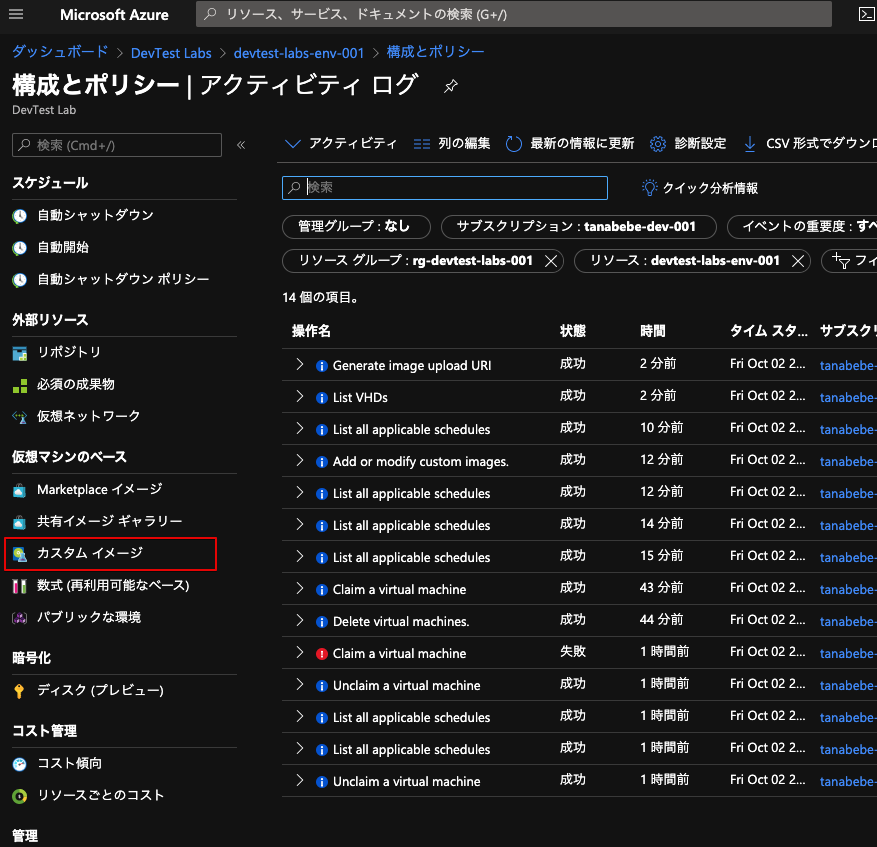 Microsoft Azure
リソース、サービス、ドキュメントの検索 (G+/)
ダッシュボード > DevTest Labs > devtest-labs-env-001 > 構成とポリシー
構成とポリシー | アクティビティ ログ
DevTest Lab
検索 (Cmd+/)
«
スケジュール
自動シャットダウン
自動開始
自動シャットダウン ポリシー
外部リソース
リポジトリ
必須の成果物
仮想ネットワーク
仮想マシンのベース
Marketplace イメージ
共有イメージ ギャラリー
カスタム イメージ
数式 (再利用可能なベース)
パブリックな環境
暗号化
ディスク (プレビュー)
コスト管理
コスト傾向
リソースごとのコスト
管理
アクティビティ 列の編集 最新の情報に更新 診断設定 CSV 形式でダウンロ
検索
クイック分析情報
管理グループ : なし サブスクリプション : tanabebe-dev-001 イベントの重要度 : すべ
リソース グループ : rg-devtest-labs-001 リソース : devtest-labs-env-001 フィ
14 個の項目。
操作名 状態 時間 タイム スタ... サブスクリ
Generate image upload URI 成功 2 分前 Fri Oct 02 2... tanabebe-
List VHDs 成功 2 分前 Fri Oct 02 2... tanabebe-
List all applicable schedules 成功 10 分前 Fri Oct 02 2... tanabebe-
Add or modify custom images. 成功 12 分前 Fri Oct 02 2... tanabebe-
List all applicable schedules 成功 12 分前 Fri Oct 02 2... tanabebe-
List all applicable schedules 成功 14 分前 Fri Oct 02 2... tanabebe-
List all applicable schedules 成功 15 分前 Fri Oct 02 2... tanabebe-
Claim a virtual machine 成功 43 分前 Fri Oct 02 2... tanabebe-
Delete virtual machines. 成功 44 分前 Fri Oct 02 2... tanabebe-
Claim a virtual machine 失敗 1 時間前 Fri Oct 02 2... tanabebe-
Unclaim a virtual machine 成功 1 時間前 Fri Oct 02 2... tanabebe-
List all applicable schedules 成功 1 時間前 Fri Oct 02 2... tanabebe-
List all applicable schedules 成功 1 時間前 Fri Oct 02 2... tanabebe-
Unclaim a virtual machine 成功 1 時間前 Fri Oct 02 2... tanabebe-